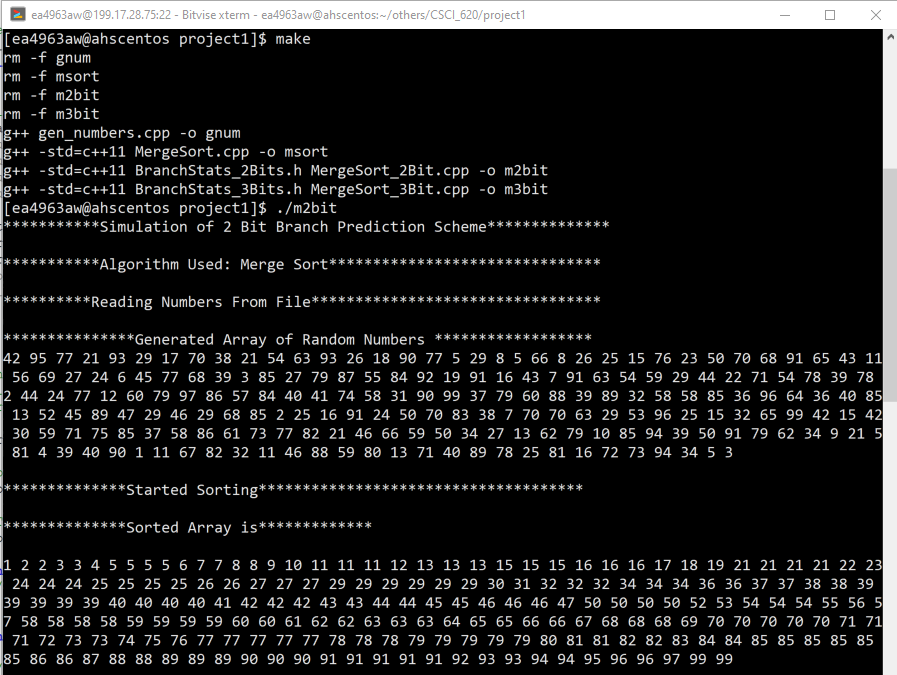 ea4963aw@199.17.28.75:22 - Bitvise xterm - ea4963aw@ahscentos:~/others/CSCI_620/project1
[ea4963aw@ahscentos project1]$ make
rm -f gnum
rm -f msort
rm -f m2bit
rm -f m3bit
g++ gen_numbers.cpp -o gnum
g++ -std=c++11 MergeSort.cpp -o msort
g++ -std=c++11 BranchStats_2Bits.h MergeSort_2Bit.cpp -o m2bit
g++ -std=c++11 BranchStats_3Bits.h MergeSort_3Bit.cpp -o m3bit
[ea4963aw@ahscentos project1]$ ./m2bit
***********Simulation of 2 Bit Branch Prediction Scheme**************
***********Algorithm Used: Merge Sort*******************************
**********Reading Numbers From File*********************************
***************Generated Array of Random Numbers ******************
42 95 77 21 93 29 17 70 38 21 54 63 93 26 18 90 77 5 29 8 5 66 8 26 25 15 76 23 50 70 68 91 65 43 11
56 69 27 24 6 45 77 68 39 3 85 27 79 87 55 84 92 19 91 16 43 7 91 63 54 59 29 44 22 71 54 78 39 78
2 44 24 77 12 60 79 97 86 57 84 40 41 74 58 31 90 99 37 79 60 88 39 89 32 58 58 85 36 96 64 36 40 85
13 52 45 89 47 29 46 29 68 85 2 25 16 91 24 50 70 83 38 7 70 70 63 29 53 96 25 15 32 65 99 42 15 42
30 59 71 75 85 37 58 86 61 73 77 82 21 46 66 59 50 34 27 13 62 79 10 85 94 39 50 91 79 62 34 9 21 5
81 4 39 40 90 1 11 67 82 32 11 46 88 59 80 13 71 40 89 78 25 81 16 72 73 94 34 5 3
**************Started Sorting*************************************
**************Sorted Array is*************
1 2 2 3 3 4 5 5 5 5 6 7 7 8 8 9 10 11 11 11 12 13 13 13 15 15 15 16 16 16 17 18 19 21 21 21 21 22 23
24 24 24 25 25 25 25 26 26 27 27 27 29 29 29 29 29 29 30 31 32 32 32 34 34 34 36 36 37 37 38 38 39
39 39 39 39 40 40 40 40 41 42 42 42 43 43 44 44 45 45 46 46 46 47 50 50 50 50 52 53 54 54 54 55 56 5
7 58 58 58 58 59 59 59 59 60 60 61 62 62 63 63 63 64 65 65 66 66 67 68 68 68 69 70 70 70 70 70 71 71
71 72 73 73 74 75 76 77 77 77 77 77 78 78 78 79 79 79 79 79 80 81 81 82 82 83 84 84 85 85 85 85 85
85 86 86 87 88 88 89 89 89 90 90 90 91 91 91 91 91 92 93 93 94 94 95 96 96 97 99 99